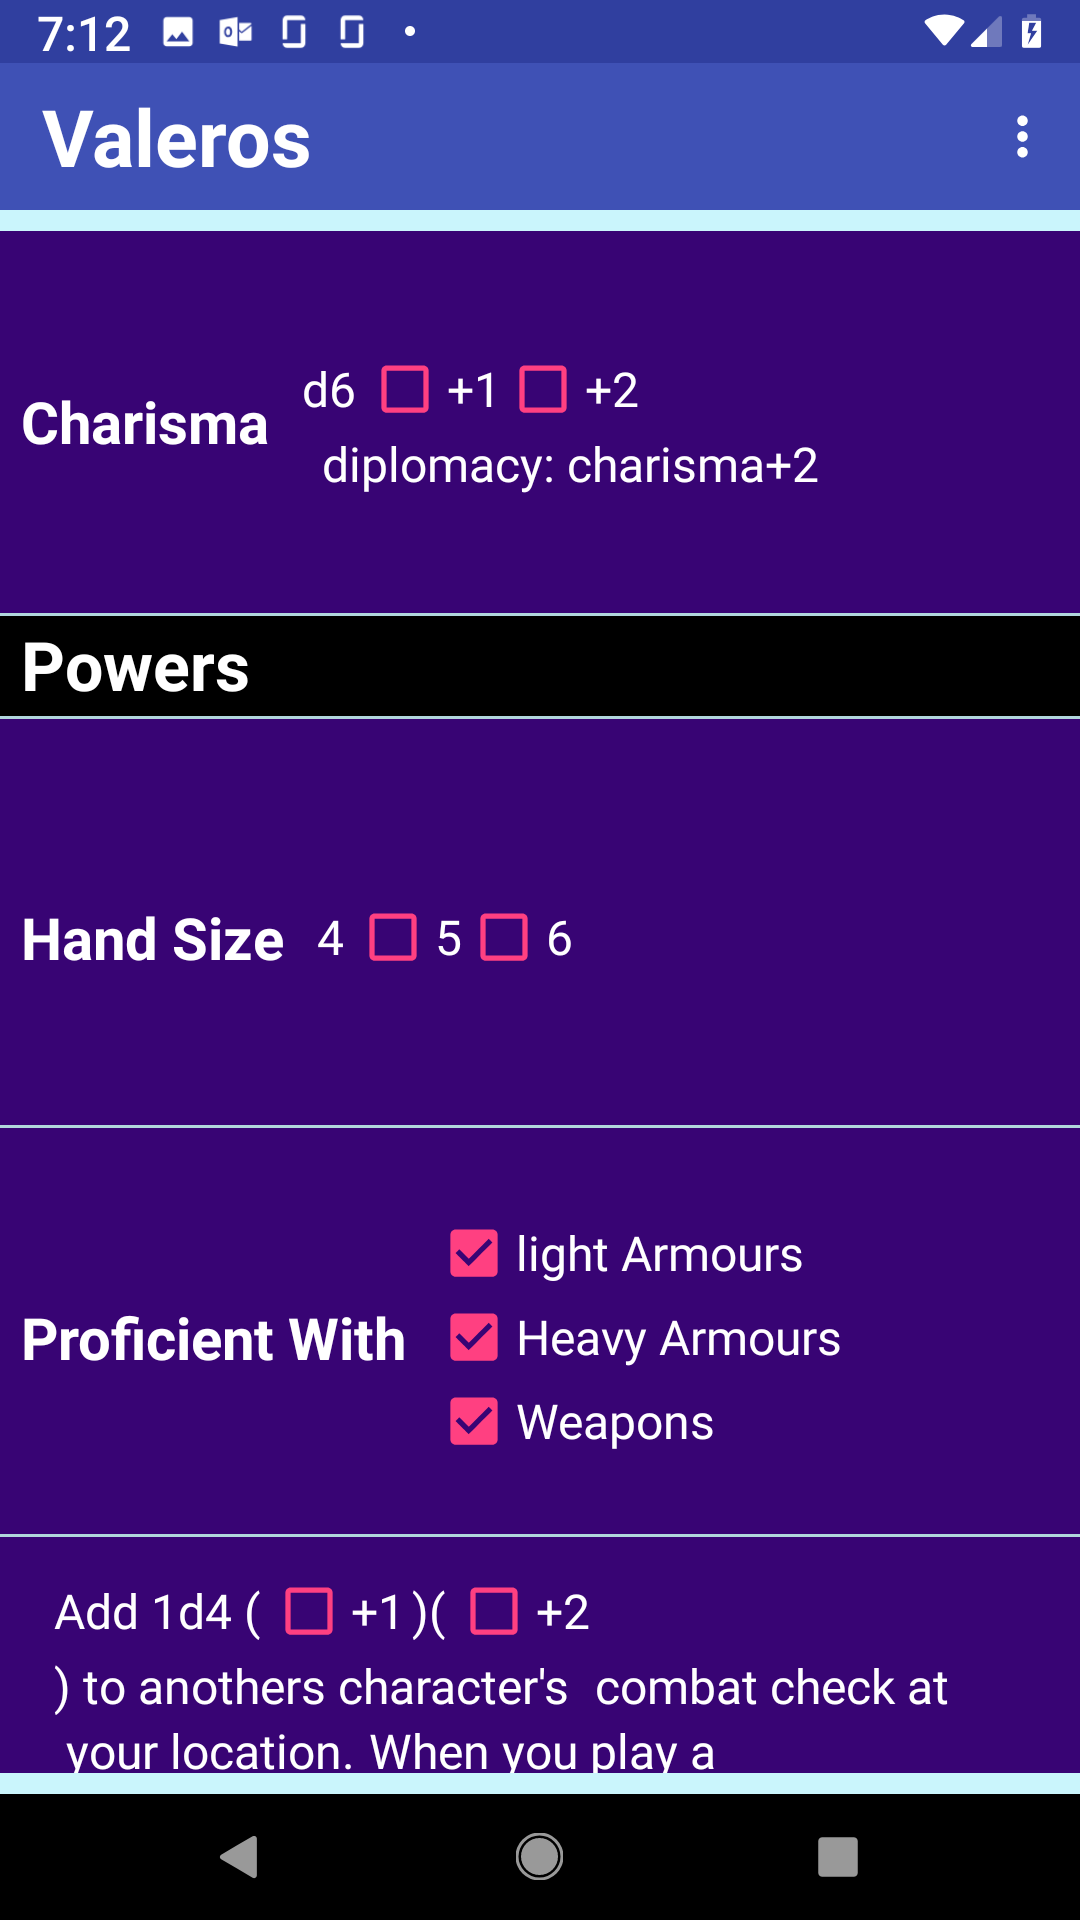 7:12
Valeros
d6 +1 +2
Charisma
diplomacy: charisma+2
Powers
Hand Size 4 5 6
light Armours
Proficient With Heavy Armours
Weapons
Add 1d4 ( +1 )( +2
) to anothers character's combat check at
your location. When you play a